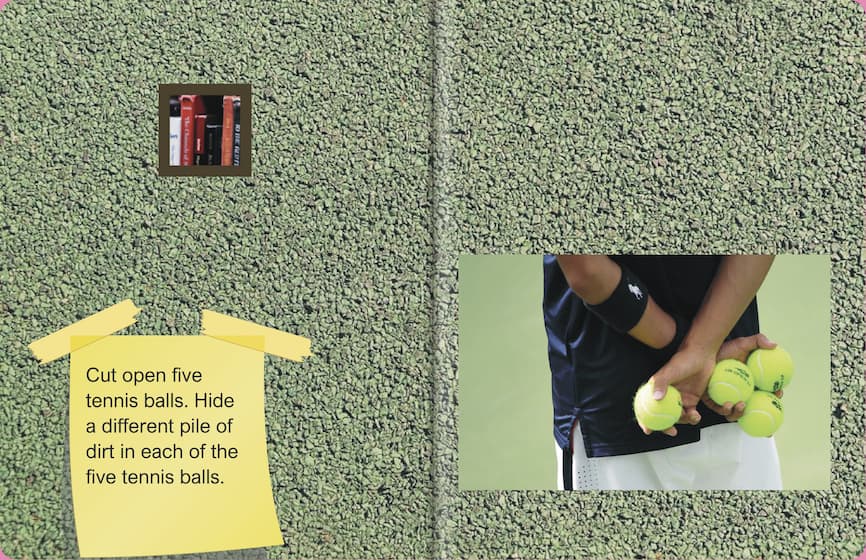 Cut open five
tennis balls. Hide
a different pile of
dirt in each of the
five tennis balls.